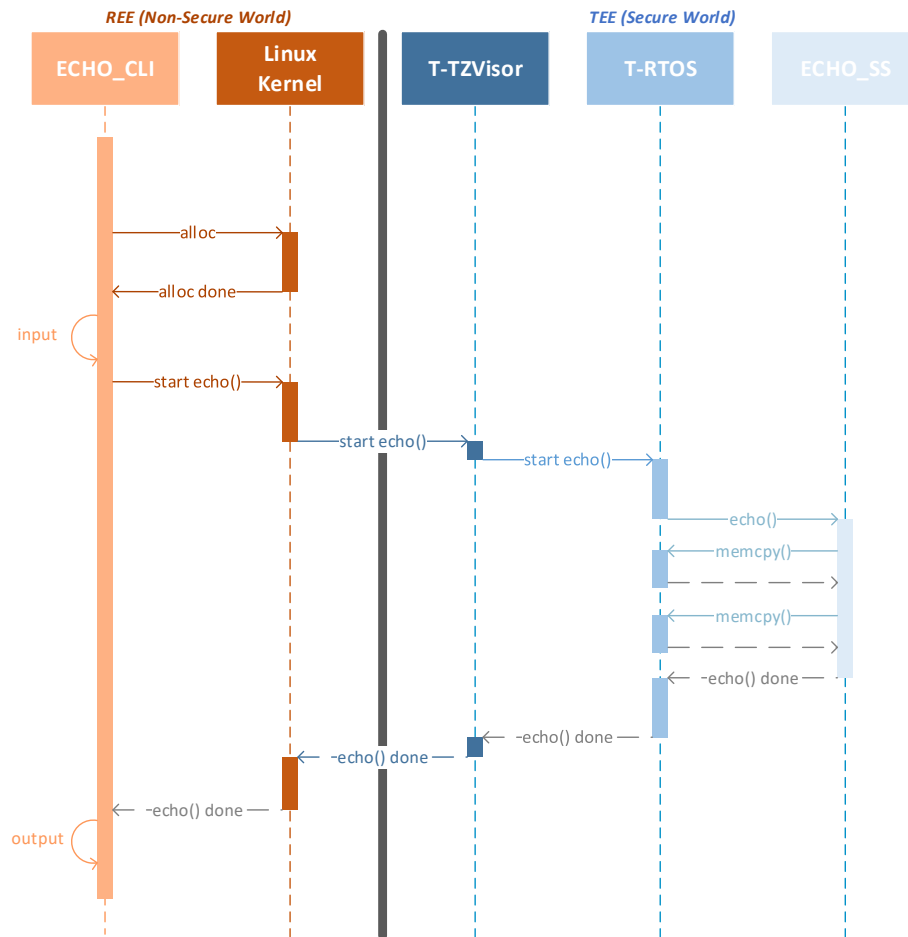 REE (Non-Secure World)
TEE (Secure World)
ECHO_CLI
Linux
Kernel
T-TZVisor
T-RTOS
ECHO_SS
alloc
alloc done
input
start echo()
start echo()
start echo()
echo()
memcpy()
memcpy()
echo() done
echo() done
echo() done
echo() done
output